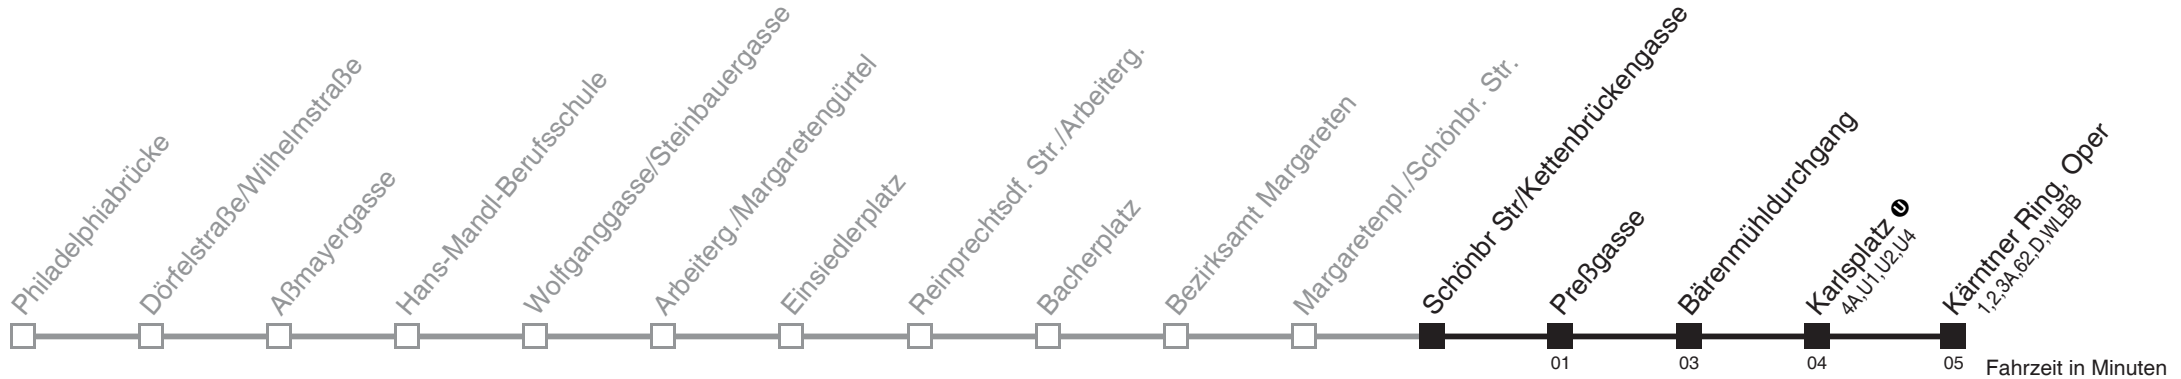 Philadelphiabrücke
Dörfelstraße/Wilhelmstraße
Aßmayergasse
Hans-Mandl-Berufsschule
Wolfganggasse/Steinbauergasse
Arbeiterg./Margaretengürtel
Einsiedlerplatz
Reinprechtsdf. Str./Arbeiterg.
Bacherplatz
Bezirksamt Margareten
Margaretenpl./Schönbr. Str.
Schönbr Str/Kettenbrückengasse
Preßgasse
Bärenmühldurchgang
Karlsplatz U
4A,U1,U2,U4
Kärntner Ring, Oper
1,2,3A,62,D,WLBB
01 03 04 05 Fahrzeit in Minuten